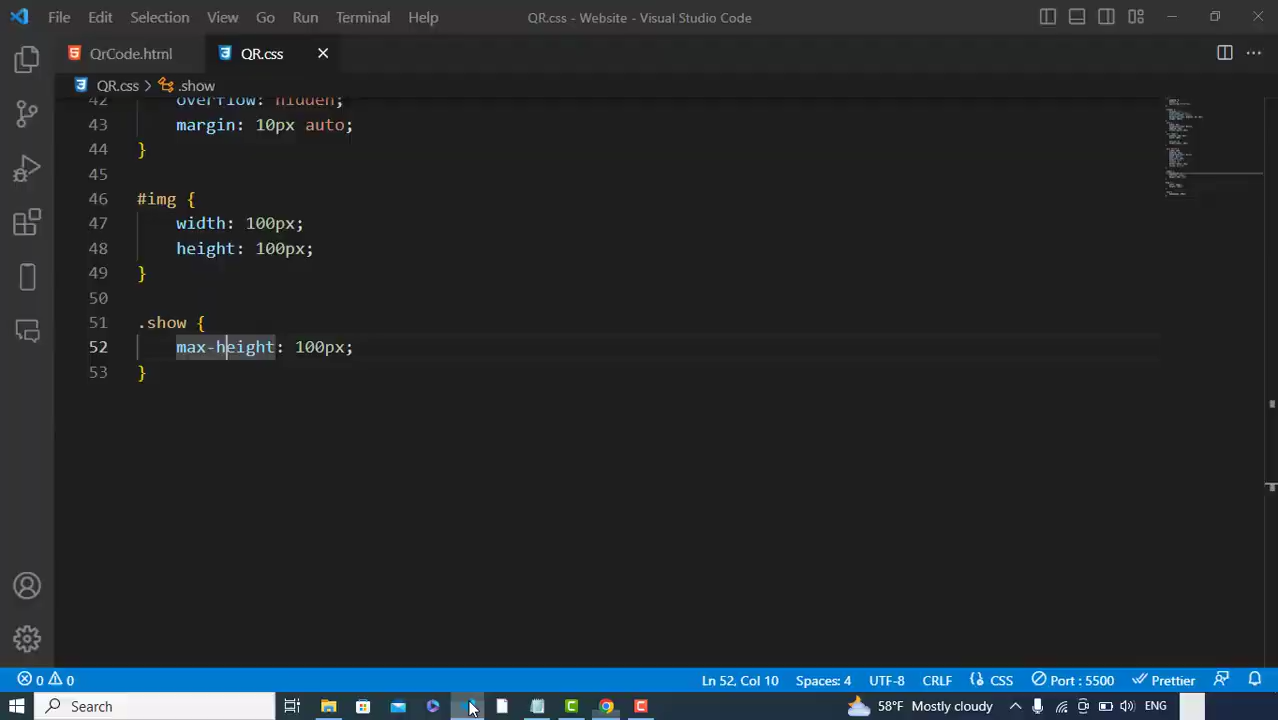 File Edit Selection View Go Run Terminal Help QR.css - Website - Visual Studio Code
QrCode.html QR.css
QR.css > .show
42 overflow: hidden;
43 margin: 10px auto;
44 }
45
46 #img {
47 width: 100px;
48 height: 100px;
49 }
50
51 .show {
52 max-height: 100px;
53 }
0 0 Ln 52, Col 10 Spaces: 4 UTF-8 CRLF CSS Port : 5500 Prettier
Search 58°F Mostly cloudy ENG